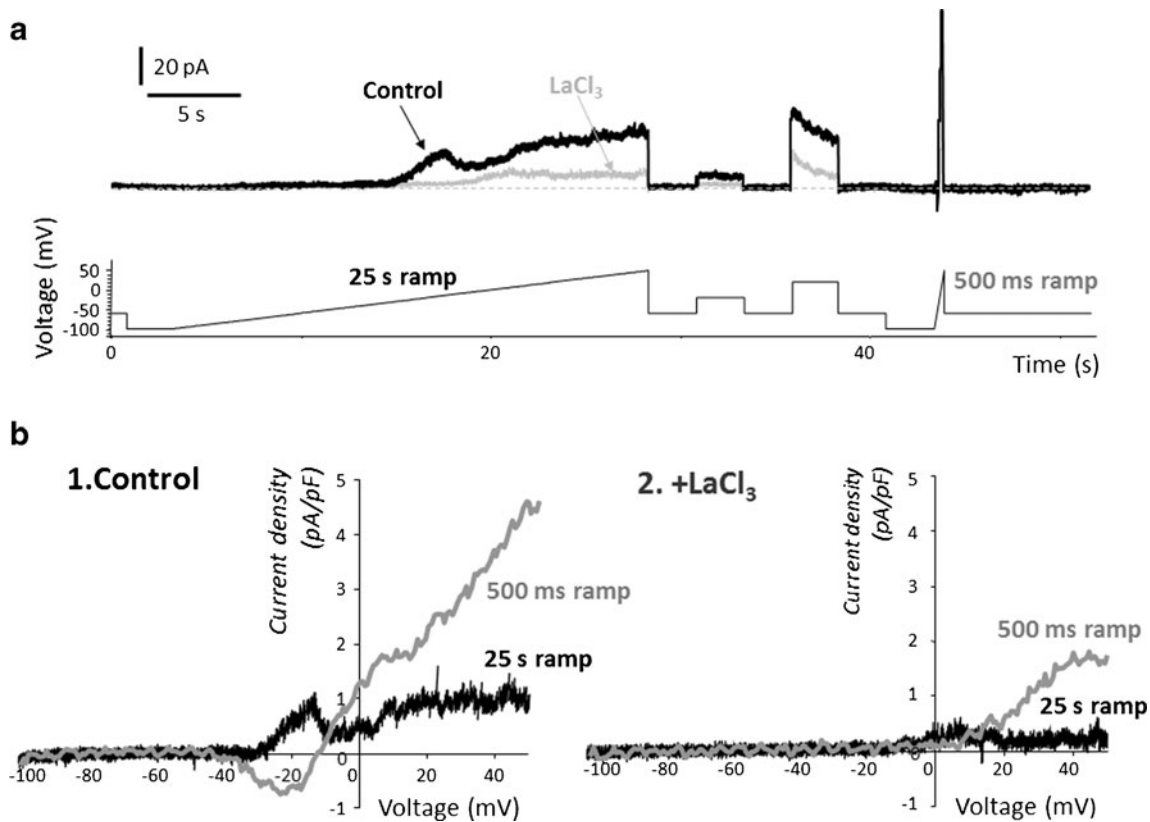 a
20 pA
5 s
Control
LaCl₃
Voltage (mV)
50
0
-50
-100
25 s ramp
500 ms ramp
0
20
40
Time (s)
b
1.Control
Current density
(pA/pF)
5
4
3
2
1
0
-1
500 ms ramp
25 s ramp
-100
-80
-60
-40
-20
0
20
40
Voltage (mV)
2. +LaCl₃
Current density
(pA/pF)
5
4
3
2
1
0
-1
500 ms ramp
25 s ramp
-100
-80
-60
-40
-20
0
20
40
Voltage (mV)